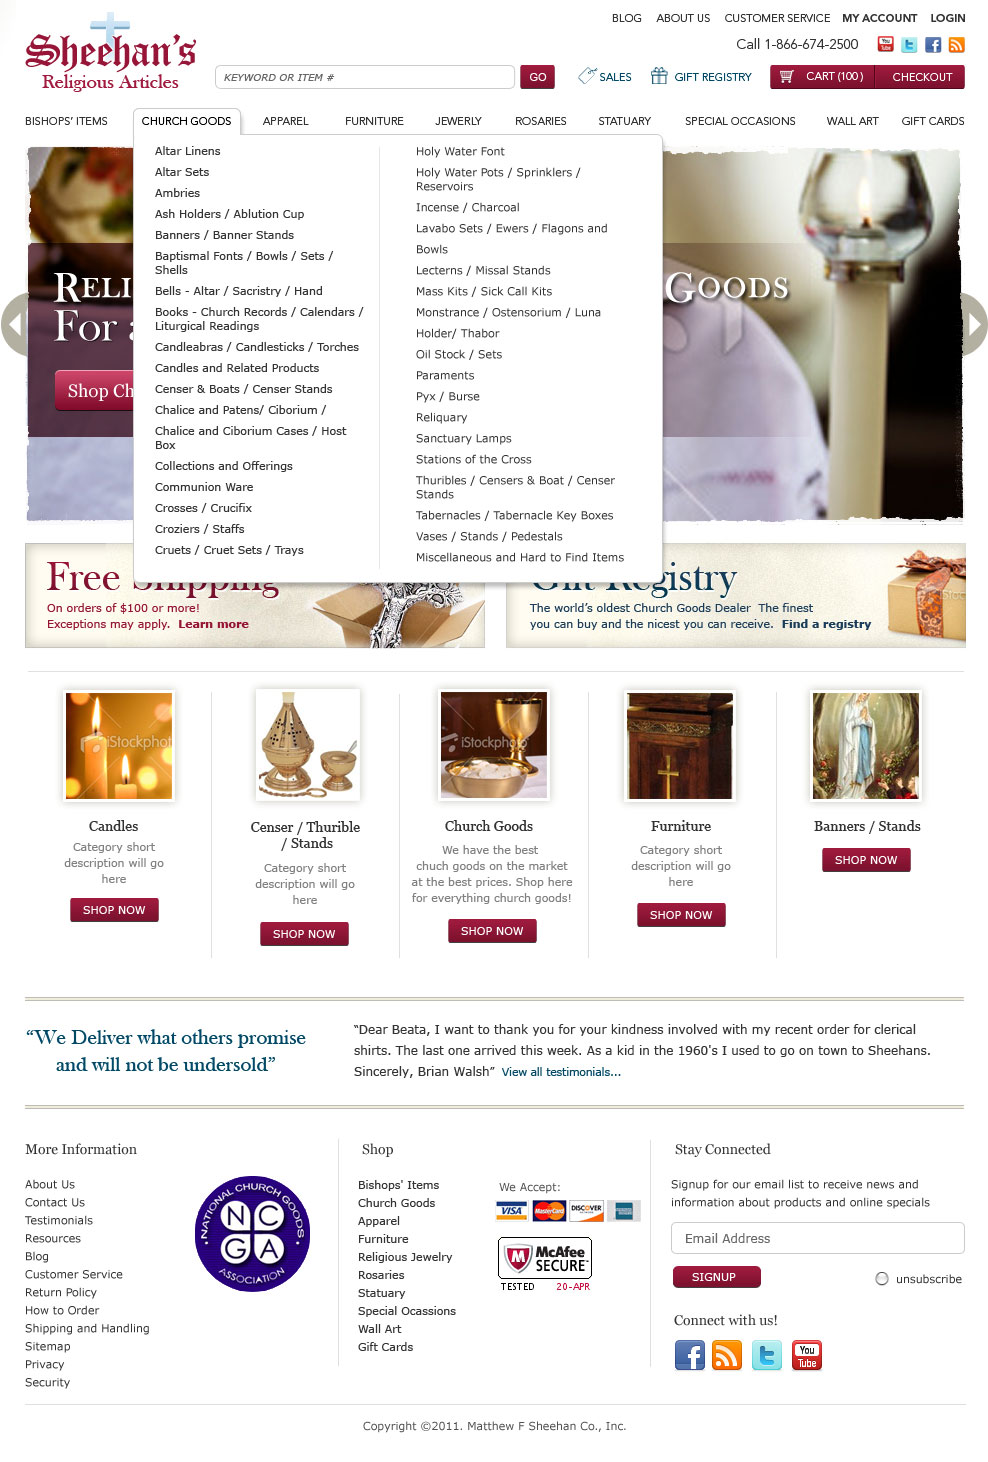 BLOG ABOUT US CUSTOMER SERVICE MY ACCOUNT LOGIN
Sheehan's
Religious Articles
Call 1-866-674-2500 You Tube
KEYWORD OR ITEM # GO SALES GIFT REGISTRY CART (100) CHECKOUT
BISHOPS' ITEMS CHURCH GOODS APPAREL FURNITURE JEWERLY ROSARIES STATUARY SPECIAL OCCASIONS WALL ART GIFT CARDS
Altar Linens
Altar Sets
Ambries
Ash Holders / Ablution Cup
Banners / Banner Stands
Baptismal Fonts / Bowls / Sets /
Shells
Bells - Altar / Sacristry / Hand
Books - Church Records / Calendars /
Liturgical Readings
Candleabras / Candlesticks / Torches
Candles and Related Products
Censer & Boats / Censer Stands
Chalice and Patens/ Ciborium /
Chalice and Ciborium Cases / Host
Box
Collections and Offerings
Communion Ware
Crosses / Crucifix
Croziers / Staffs
Cruets / Cruet Sets / Trays
Holy Water Font
Holy Water Pots / Sprinklers /
Reservoirs
Incense / Charcoal
Lavabo Sets / Ewers / Flagons and
Bowls
Lecterns / Missal Stands
Mass Kits / Sick Call Kits
Monstrance / Ostensorium / Luna
Holder/ Thabor
Oil Stock / Sets
Paraments
Pyx / Burse
Reliquary
Sanctuary Lamps
Stations of the Cross
Thuribles / Censers & Boat / Censer
Stands
Tabernacles / Tabernacle Key Boxes
Vases / Stands / Pedestals
Miscellaneous and Hard to Find Items
Goods
For
Shop
Free Shipping
On orders of $100 or more!
Exceptions may apply. Learn more
Gift Registry
The world's oldest Church Goods Dealer The finest
you can buy and the nicest you can receive. Find a registry
iStockphoto
iStockphoto
Candles
Category short
description will go
here
SHOP NOW
Censer / Thurible
/ Stands
Category short
description will go
here
SHOP NOW
Church Goods
We have the best
chuch goods on the market
at the best prices. Shop here
for everything church goods!
SHOP NOW
Furniture
Category short
description will go
here
SHOP NOW
Banners / Stands
SHOP NOW
“We Deliver what others promise
and will not be undersold”
“Dear Beata, I want to thank you for your kindness involved with my recent order for clerical
shirts. The last one arrived this week. As a kid in the 1960's I used to go on town to Sheehans.
Sincerely, Brian Walsh” View all testimonials...
More Information
About Us
Contact Us
Testimonials
Resources
Blog
Customer Service
Return Policy
How to Order
Shipping and Handling
Sitemap
Privacy
Security
NATIONAL CHURCH GOODS
NC
GA
ASSOCIATION
Shop
Bishops' Items
Church Goods
Apparel
Furniture
Religious Jewelry
Rosaries
Statuary
Special Ocassions
Wall Art
Gift Cards
We Accept:
VISA MasterCard DISCOVER
McAfee
SECURE™
TESTED 20-APR
Stay Connected
Signup for our email list to receive news and
information about products and online specials
Email Address
SIGNUP unsubscribe
Connect with us!
You
Tube
Copyright ©2011. Matthew F Sheehan Co., Inc.